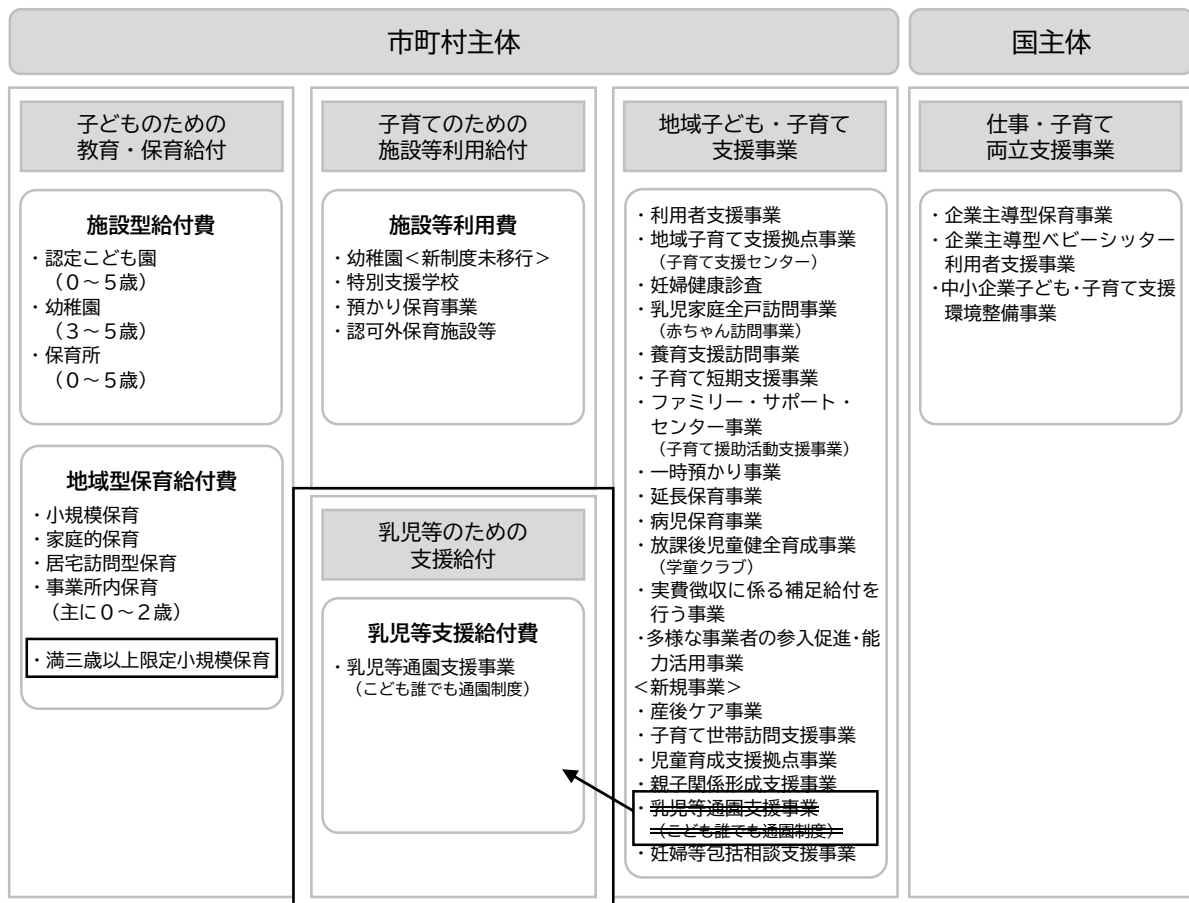 市町村主体
国主体
子どものための
教育・保育給付
施設型給付費
・認定こども園
（０～５歳）
・幼稚園
（３～５歳）
・保育所
（０～５歳）
地域型保育給付費
・小規模保育
・家庭的保育
・居宅訪問型保育
・事業所内保育
（主に０～２歳）
・満三歳以上限定小規模保育
子育てのための
施設等利用給付
施設等利用費
・幼稚園＜新制度未移行＞
・特別支援学校
・預かり保育事業
・認可外保育施設等
乳児等のための
支援給付
乳児等支援給付費
・乳児等通園支援事業
（こども誰でも通園制度）
地域子ども・子育て
支援事業
・利用者支援事業
・地域子育て支援拠点事業
（子育て支援センター）
・妊婦健康診査
・乳児家庭全戸訪問事業
（赤ちゃん訪問事業）
・養育支援訪問事業
・子育て短期支援事業
・ファミリー・サポート・
センター事業
（子育て援助活動支援事業）
・一時預かり事業
・延長保育事業
・病児保育事業
・放課後児童健全育成事業
（学童クラブ）
・実費徴収に係る補足給付を
行う事業
・多様な事業者の参入促進・能
力活用事業
＜新規事業＞
・産後ケア事業
・子育て世帯訪問支援事業
・児童育成支援拠点事業
・親子関係形成支援事業
・乳児等通園支援事業
（こども誰でも通園制度）
・妊婦等包括相談支援事業
仕事・子育て
両立支援事業
・企業主導型保育事業
・企業主導型ベビーシッター
利用者支援事業
・中小企業子ども・子育て支援
環境整備事業